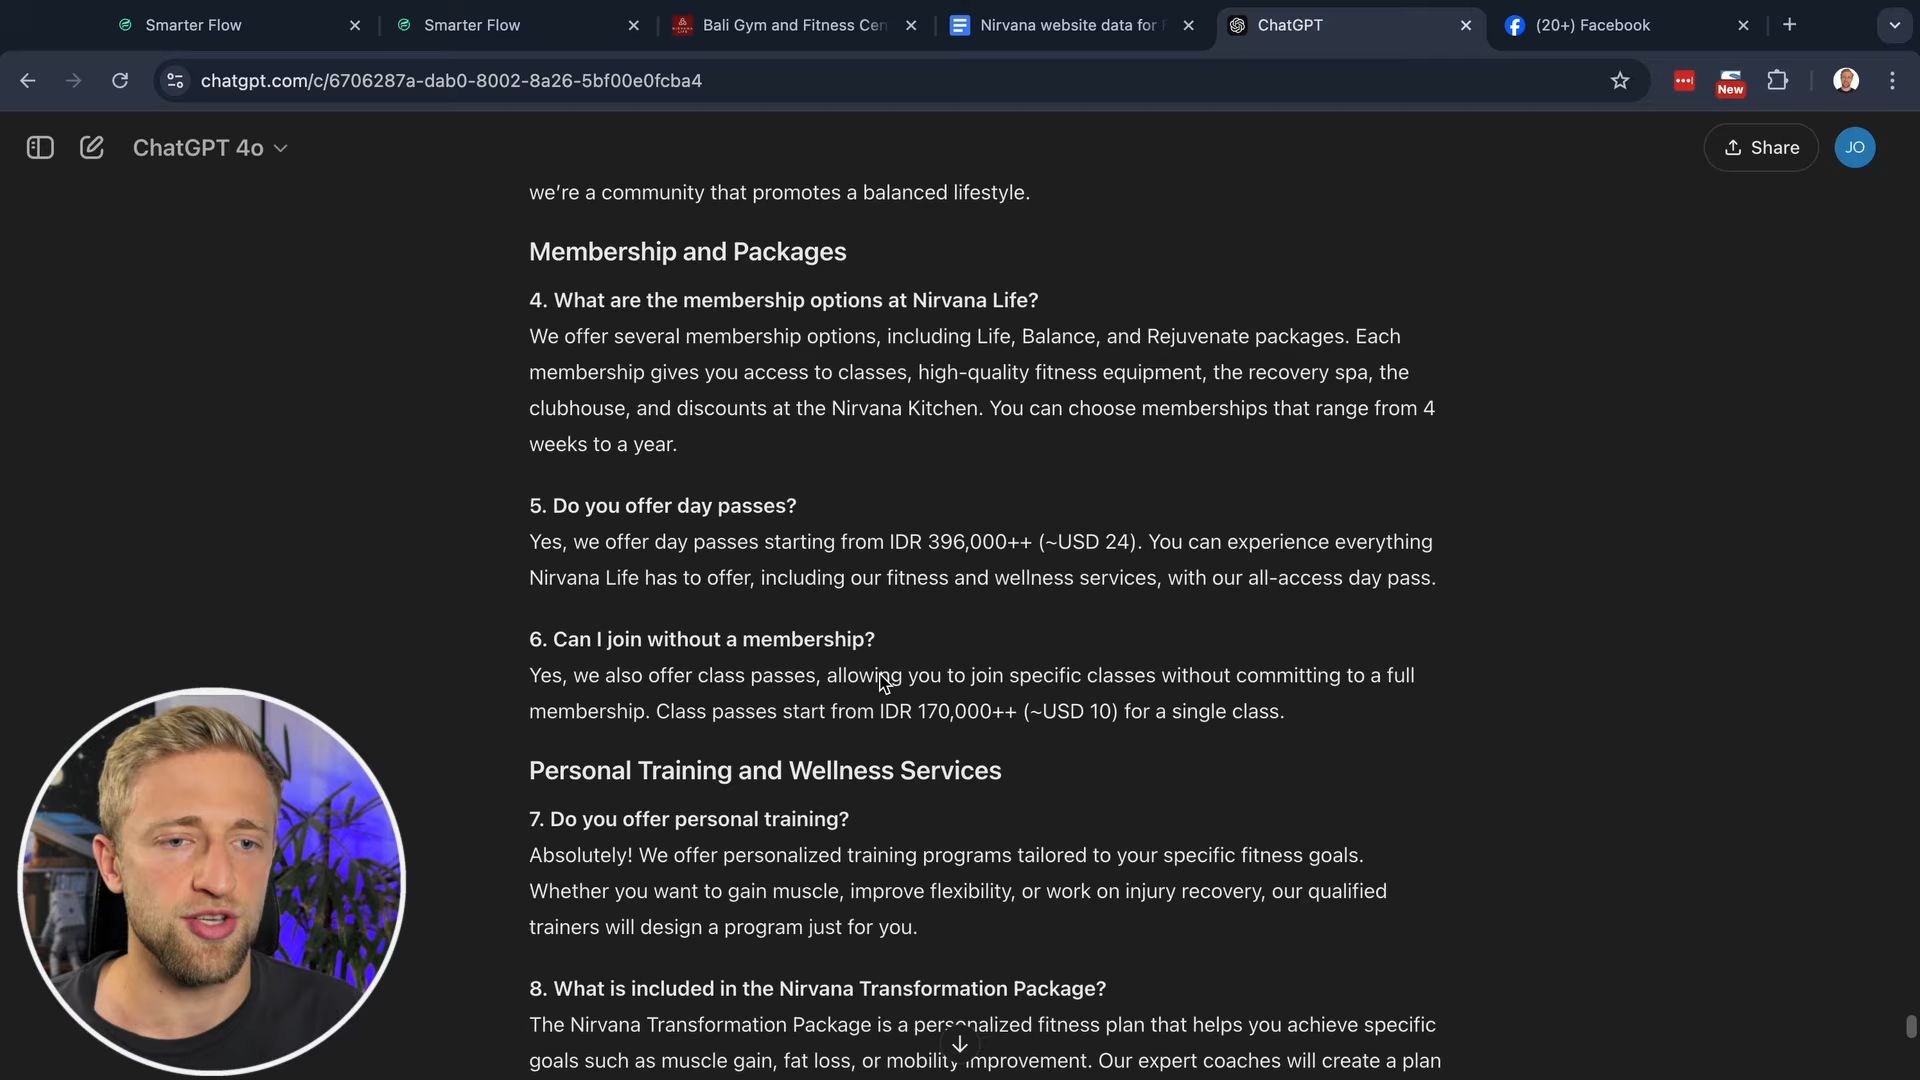 Smarter Flow
Smarter Flow
Bali Gym and Fitness Cen
Nirvana website data for F
ChatGPT
(20+) Facebook
chatgpt.com/c/6706287a-dab0-8002-8a26-5bf00e0fcba4
New
ChatGPT 4o
Share
JO
we’re a community that promotes a balanced lifestyle.
Membership and Packages
4. What are the membership options at Nirvana Life?
We offer several membership options, including Life, Balance, and Rejuvenate packages. Each
membership gives you access to classes, high-quality fitness equipment, the recovery spa, the
clubhouse, and discounts at the Nirvana Kitchen. You can choose memberships that range from 4
weeks to a year.
5. Do you offer day passes?
Yes, we offer day passes starting from IDR 396,000++ (~USD 24). You can experience everything
Nirvana Life has to offer, including our fitness and wellness services, with our all-access day pass.
6. Can I join without a membership?
Yes, we also offer class passes, allowing you to join specific classes without committing to a full
membership. Class passes start from IDR 170,000++ (~USD 10) for a single class.
Personal Training and Wellness Services
7. Do you offer personal training?
Absolutely! We offer personalized training programs tailored to your specific fitness goals.
Whether you want to gain muscle, improve flexibility, or work on injury recovery, our qualified
trainers will design a program just for you.
8. What is included in the Nirvana Transformation Package?
The Nirvana Transformation Package is a personalized fitness plan that helps you achieve specific
goals such as muscle gain, fat loss, or mobility improvement. Our expert coaches will create a plan